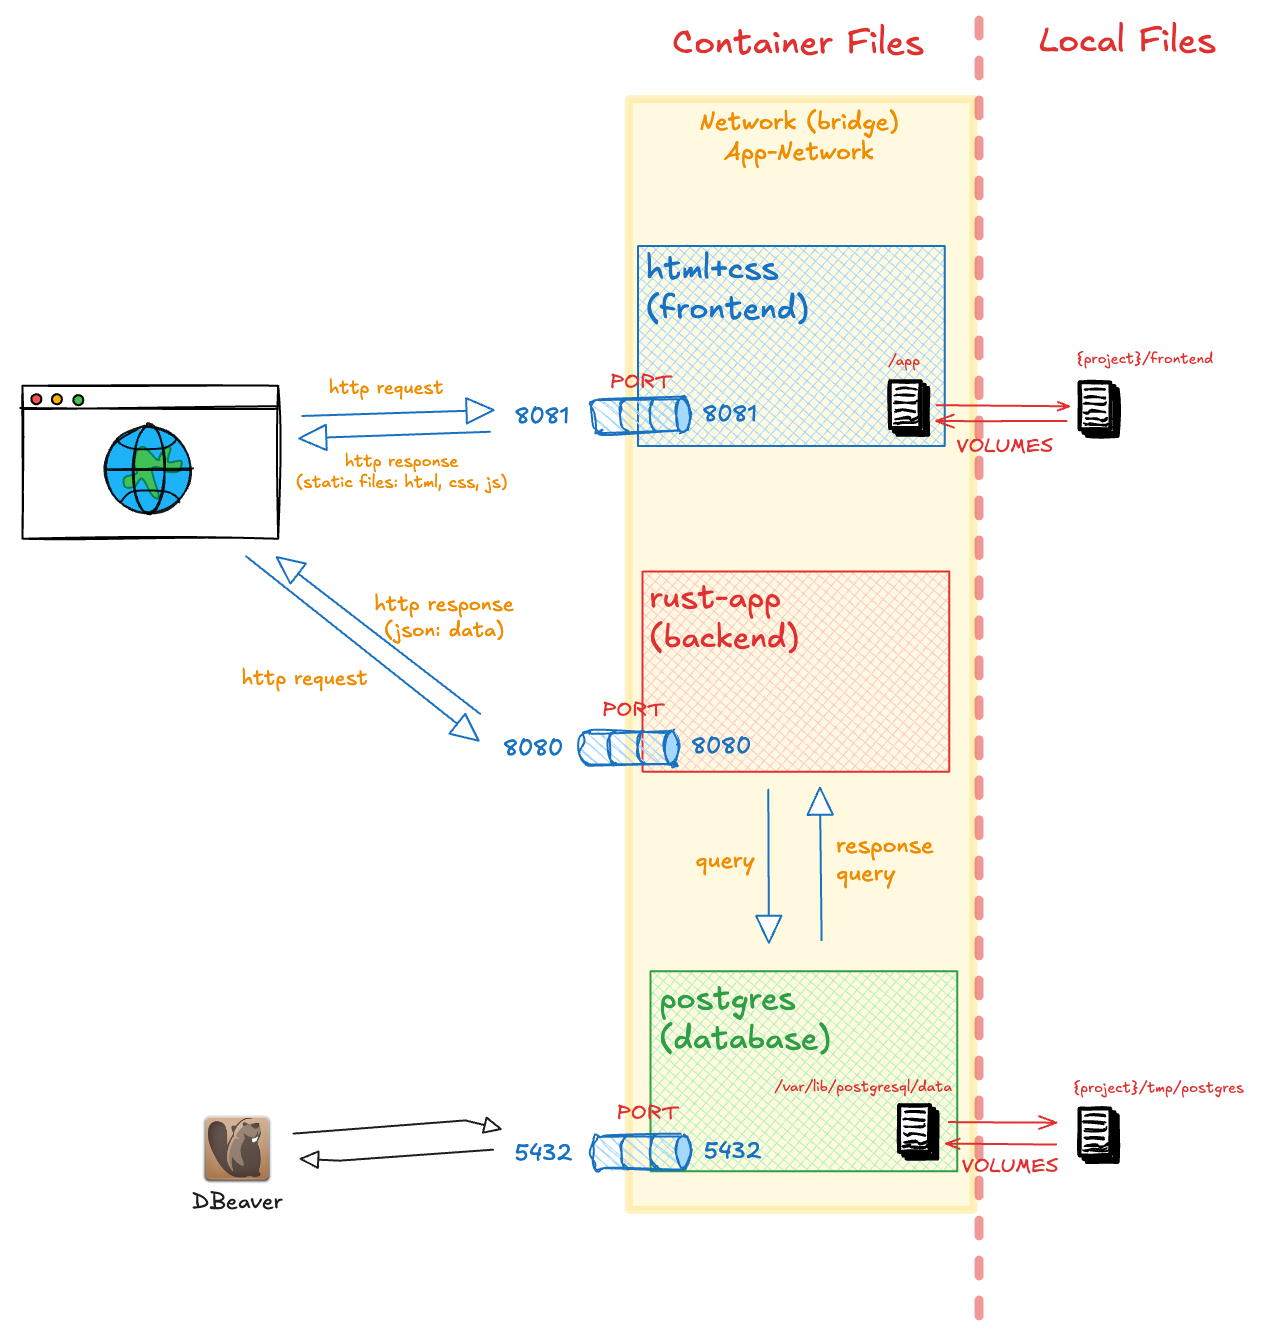 Container Files
Local Files
Network (bridge)
App-Network
html+css
(frontend)
/app
{project}/frontend
PORT
8081
8081
VOLUMES
http request
http response
(static files: html, css, js)
rust-app
(backend)
http response
(json: data)
http request
PORT
8080
8080
query
response
query
postgres
(database)
/var/lib/postgresql/data
{project}/tmp/postgres
PORT
5432
5432
VOLUMES
DBeaver